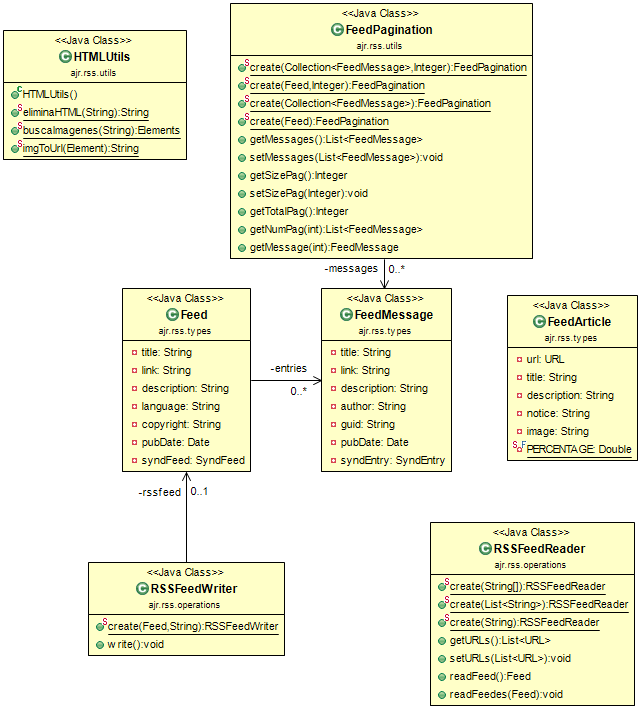 <<Java Class>>
HTMLUtils
ajr.rss.utils
HTMLUtils()
eliminaHTML(String):String
buscaImagenes(String):Elements
imgToUrl(Element):String
<<Java Class>>
FeedPagination
ajr.rss.utils
create(Collection<FeedMessage>,Integer):FeedPagination
create(Feed,Integer):FeedPagination
create(Collection<FeedMessage>):FeedPagination
create(Feed):FeedPagination
getMessages():List<FeedMessage>
setMessages(List<FeedMessage>):void
getSizePag():Integer
setSizePag(Integer):void
getTotalPag():Integer
getNumPag(int):List<FeedMessage>
getMessage(int):FeedMessage
-messages 0..*
<<Java Class>>
Feed
ajr.rss.types
title: String
link: String
description: String
language: String
copyright: String
pubDate: Date
syndFeed: SyndFeed
-entries
0..*
<<Java Class>>
FeedMessage
ajr.rss.types
title: String
link: String
description: String
author: String
guid: String
pubDate: Date
syndEntry: SyndEntry
<<Java Class>>
FeedArticle
ajr.rss.types
url: URL
title: String
description: String
notice: String
image: String
PERCENTAGE: Double
-rssfeed 0..1
<<Java Class>>
RSSFeedWriter
ajr.rss.operations
create(Feed,String):RSSFeedWriter
write():void
<<Java Class>>
RSSFeedReader
ajr.rss.operations
create(String[]):RSSFeedReader
create(List<String>):RSSFeedReader
create(String):RSSFeedReader
getURLs():List<URL>
setURLs(List<URL>):void
readFeed():Feed
readFeedes(Feed):void